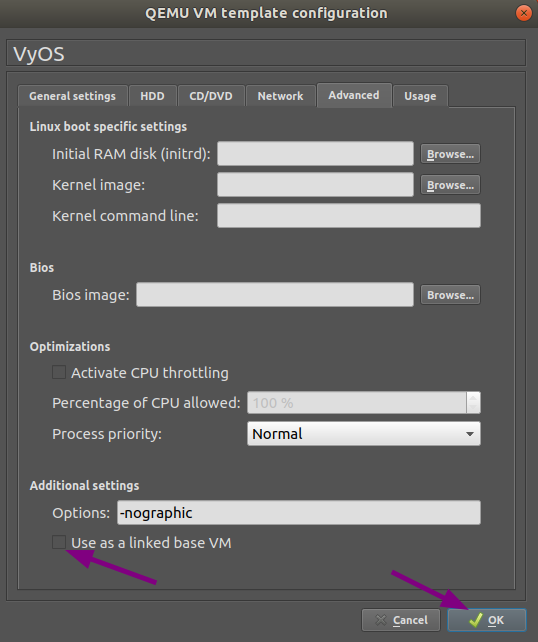 QEMU VM template configuration
VyOS
General settings HDD CD/DVD Network Advanced Usage
Linux boot specific settings
Initial RAM disk (initrd): Browse...
Kernel image: Browse...
Kernel command line:
Bios
Bios image: Browse...
Optimizations
Activate CPU throttling
Percentage of CPU allowed: 100 %
Process priority: Normal
Additional settings
Options: -nographic
Use as a linked base VM
Cancel OK